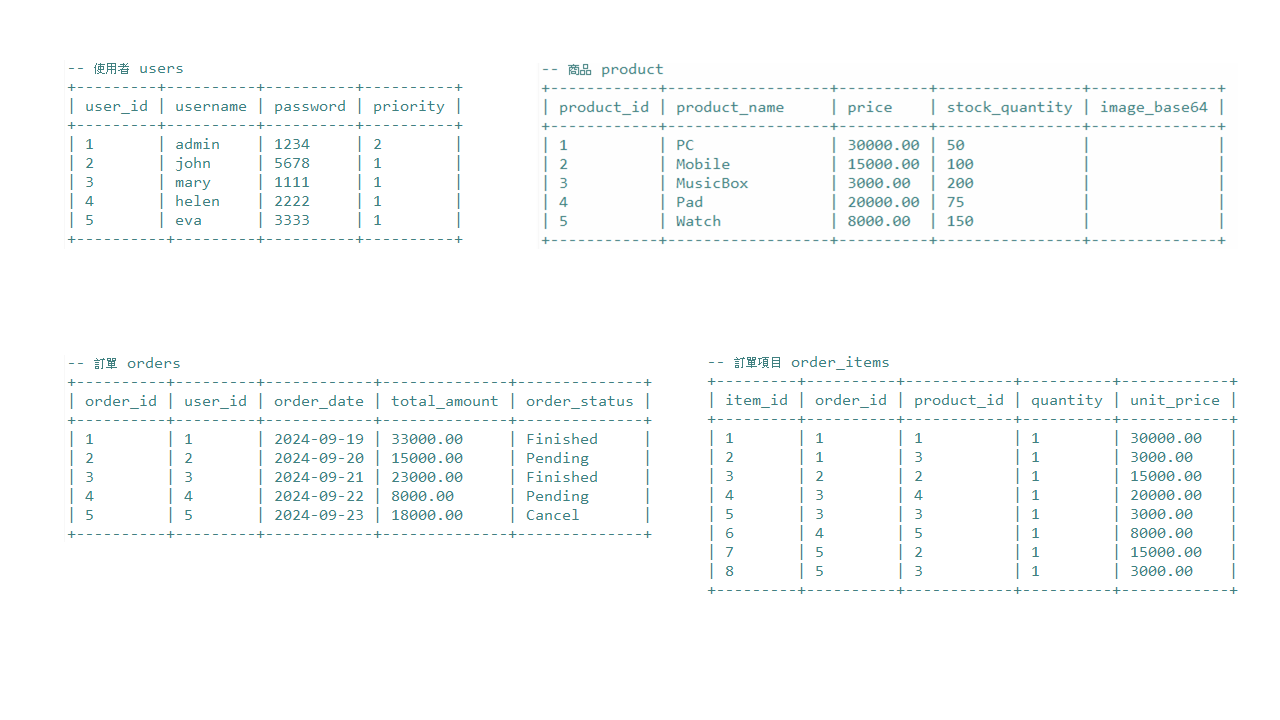 -- 使用者 users
+---------+----------+----------+----------+
| user_id | username | password | priority |
+---------+----------+----------+----------+
| 1       | admin    | 1234     | 2        |
| 2       | john     | 5678     | 1        |
| 3       | mary     | 1111     | 1        |
| 4       | helen    | 2222     | 1        |
| 5       | eva      | 3333     | 1        |
+----------+---------+----------+----------+
-- 商品 product
+------------+------------------+----------+----------------+--------------+
| product_id | product_name     | price    | stock_quantity | image_base64 |
+------------+------------------+----------+----------------+--------------+
| 1          | PC               | 30000.00 | 50             |              |
| 2          | Mobile           | 15000.00 | 100            |              |
| 3          | MusicBox         | 3000.00  | 200            |              |
| 4          | Pad              | 20000.00 | 75             |              |
| 5          | Watch            | 8000.00  | 150            |              |
+------------+------------------+----------+----------------+--------------+
-- 訂單 orders
+----------+---------+------------+--------------+--------------+
| order_id | user_id | order_date | total_amount | order_status |
+----------+---------+------------+--------------+--------------+
| 1        | 1       | 2024-09-19 | 33000.00     | Finished     |
| 2        | 2       | 2024-09-20 | 15000.00     | Pending      |
| 3        | 3       | 2024-09-21 | 23000.00     | Finished     |
| 4        | 4       | 2024-09-22 | 8000.00      | Pending      |
| 5        | 5       | 2024-09-23 | 18000.00     | Cancel       |
+----------+---------+------------+--------------+--------------+
-- 訂單項目 order_items
+---------+----------+------------+----------+------------+
| item_id | order_id | product_id | quantity | unit_price |
+---------+----------+------------+----------+------------+
| 1       | 1        | 1          | 1        | 30000.00   |
| 2       | 1        | 3          | 1        | 3000.00    |
| 3       | 2        | 2          | 1        | 15000.00   |
| 4       | 3        | 4          | 1        | 20000.00   |
| 5       | 3        | 3          | 1        | 3000.00    |
| 6       | 4        | 5          | 1        | 8000.00    |
| 7       | 5        | 2          | 1        | 15000.00   |
| 8       | 5        | 3          | 1        | 3000.00    |
+---------+----------+------------+----------+------------+